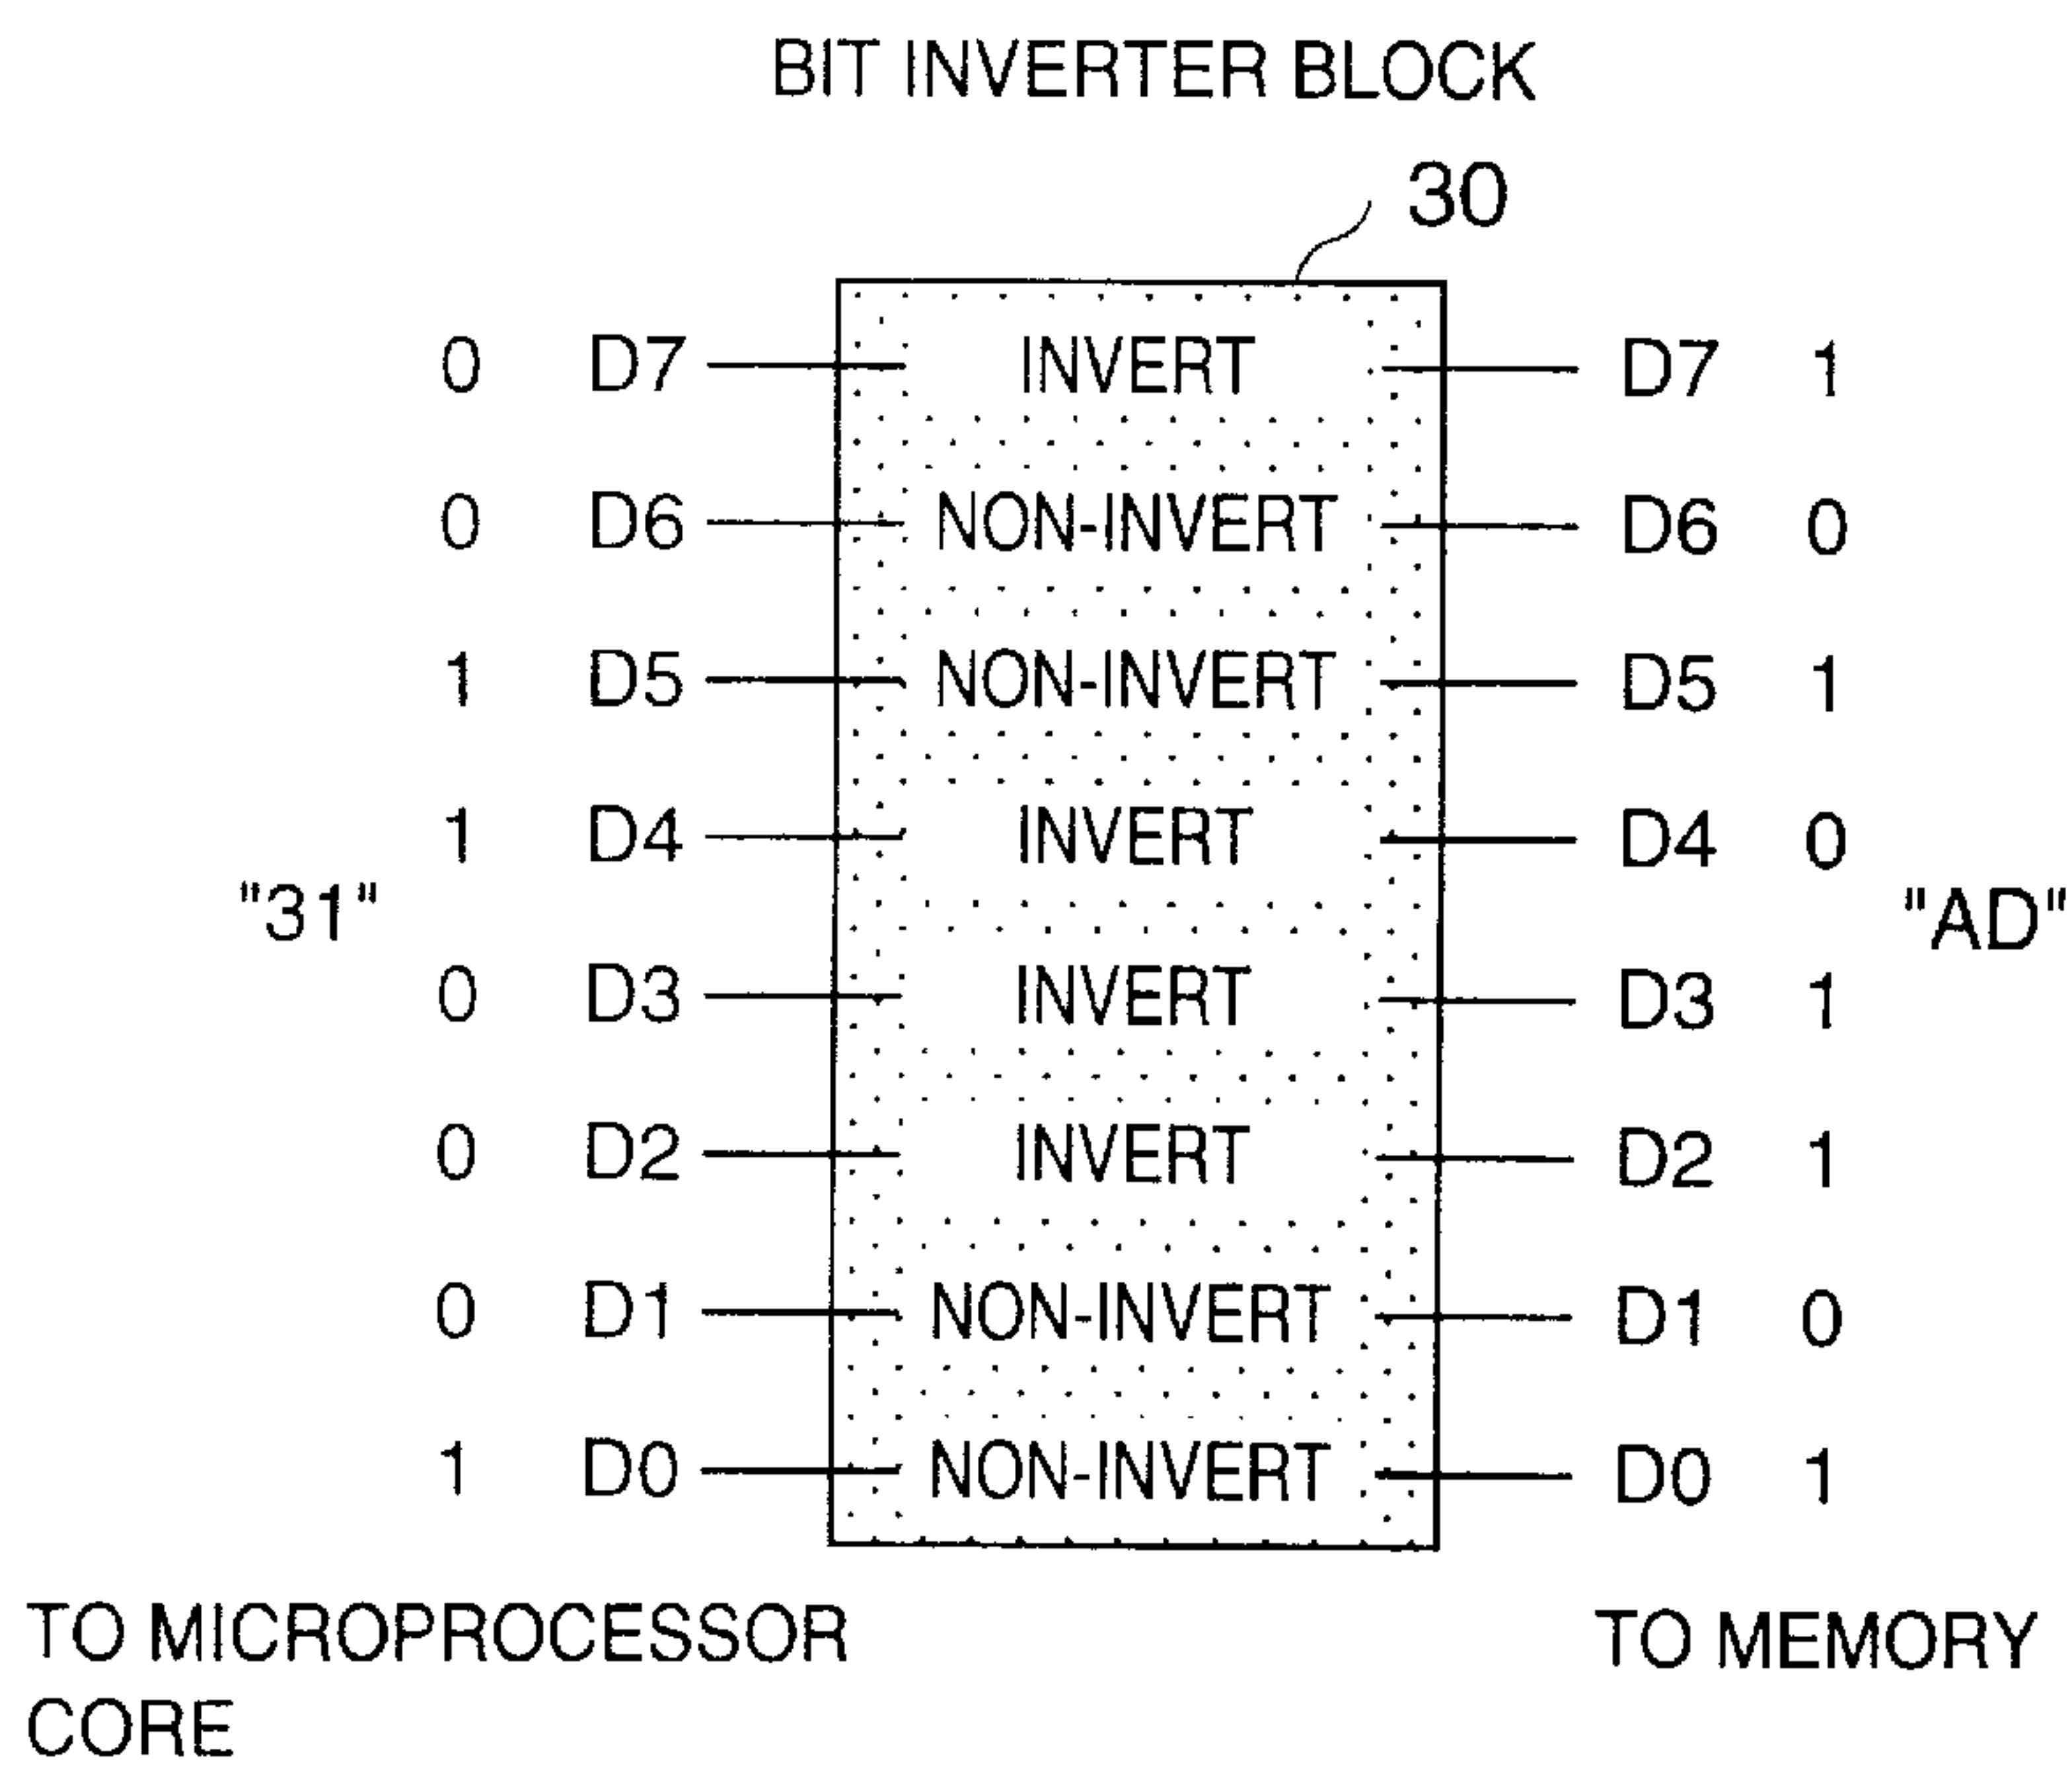 BIT INVERTER BLOCK
30
0 D7 INVERT D7 1
0 D6 NON-INVERT D6 0
1 D5 NON-INVERT D5 1
1 D4 INVERT D4 0
"31" "AD"
0 D3 INVERT D3 1
0 D2 INVERT D2 1
0 D1 NON-INVERT D1 0
1 D0 NON-INVERT D0 1
TO MICROPROCESSOR
CORE
TO MEMORY